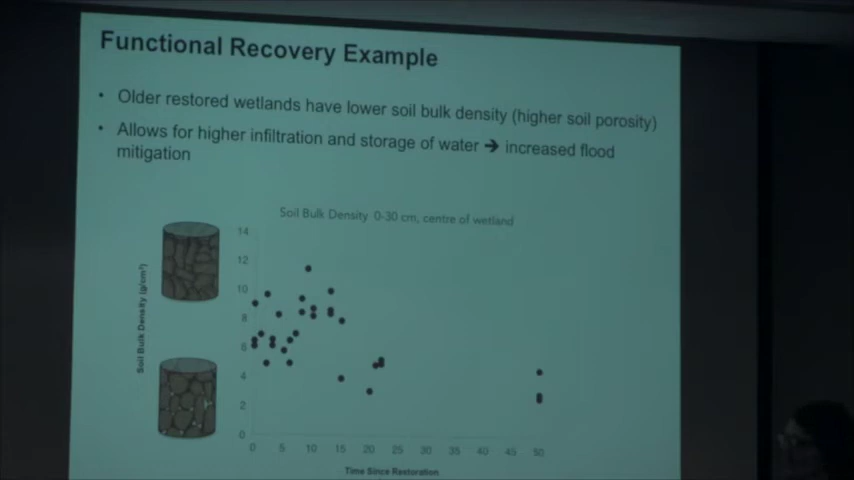 Functional Recovery Example
• Older restored wetlands have lower soil bulk density (higher soil porosity)
• Allows for higher infiltration and storage of water ➔ increased flood
mitigation
Soil Bulk Density 0-30 cm, centre of wetland
14
12
10
8
6
4
2
0
Soil Bulk Density (g/cm³)
0 5 10 15 20 25 30 35 40 45 50
Time Since Restoration